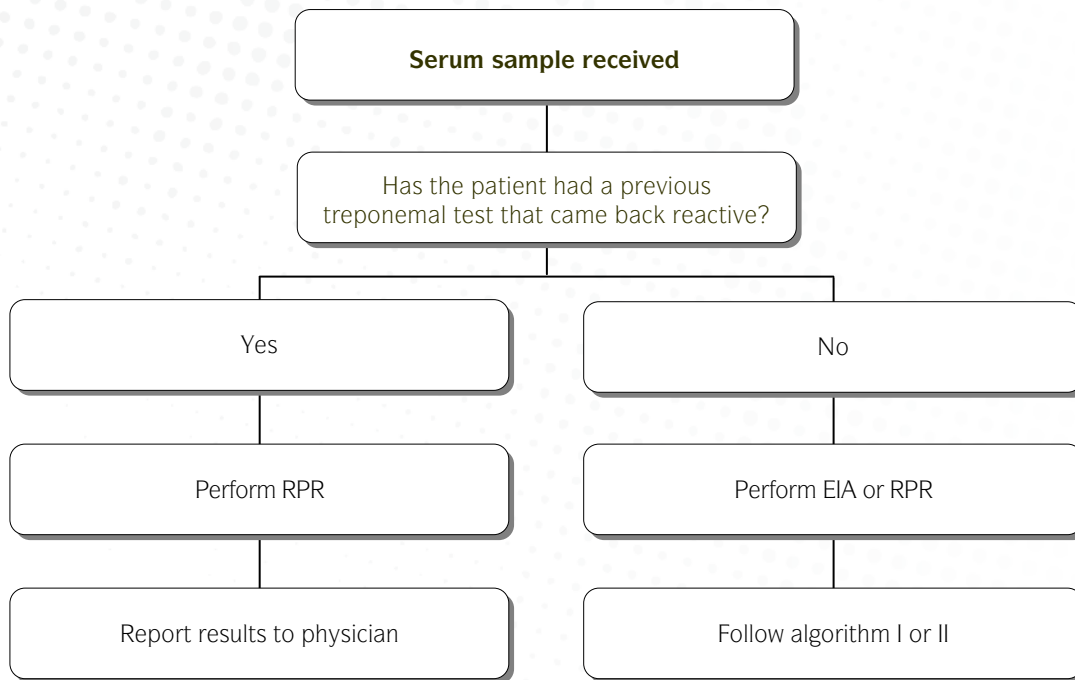 Serum sample received
Has the patient had a previous
treponemal test that came back reactive?
Yes
No
Perform RPR
Perform EIA or RPR
Report results to physician
Follow algorithm I or II